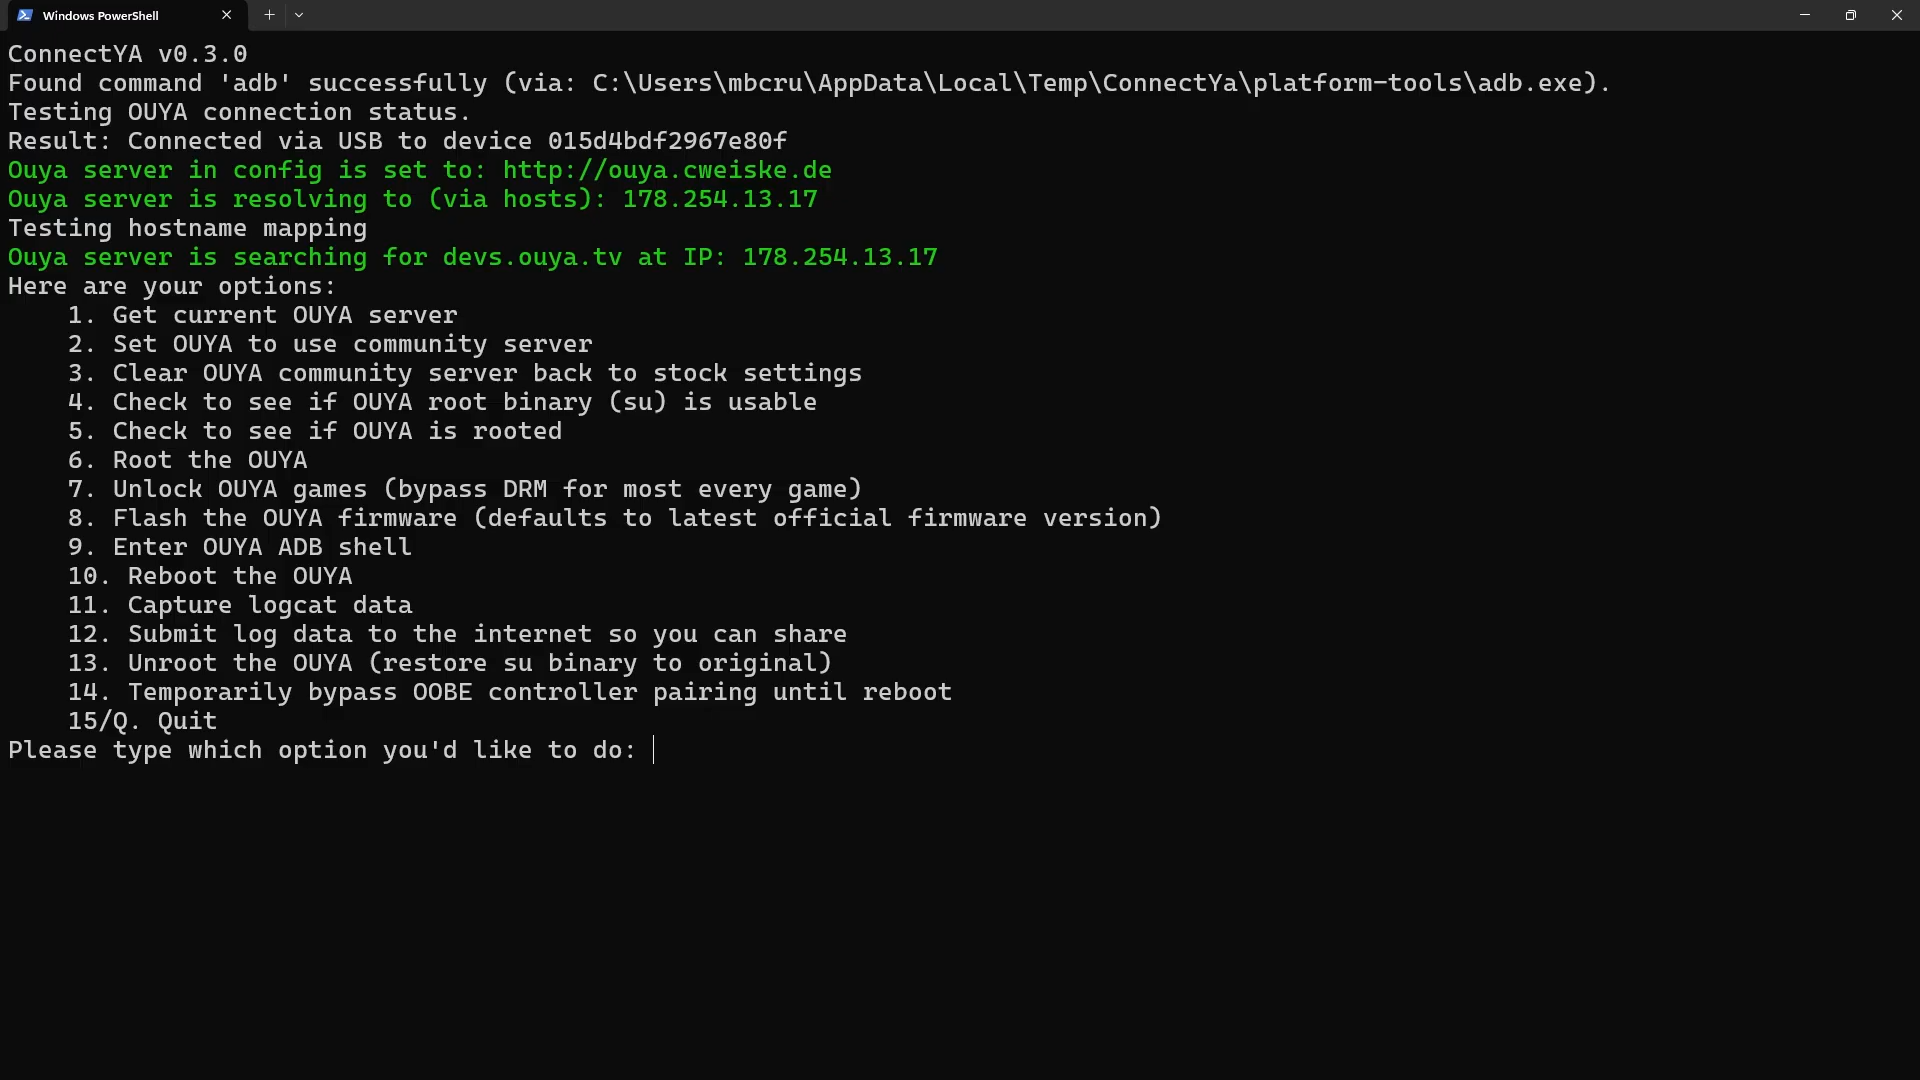 Windows PowerShell
ConnectYA v0.3.0
Found command 'adb' successfully (via: C:\Users\mbcru\AppData\Local\Temp\ConnectYa\platform-tools\adb.exe).
Testing OUYA connection status.
Result: Connected via USB to device 015d4bdf2967e80f
Ouya server in config is set to: http://ouya.cweiske.de
Ouya server is resolving to (via hosts): 178.254.13.17
Testing hostname mapping
Ouya server is searching for devs.ouya.tv at IP: 178.254.13.17
Here are your options:
1. Get current OUYA server
2. Set OUYA to use community server
3. Clear OUYA community server back to stock settings
4. Check to see if OUYA root binary (su) is usable
5. Check to see if OUYA is rooted
6. Root the OUYA
7. Unlock OUYA games (bypass DRM for most every game)
8. Flash the OUYA firmware (defaults to latest official firmware version)
9. Enter OUYA ADB shell
10. Reboot the OUYA
11. Capture logcat data
12. Submit log data to the internet so you can share
13. Unroot the OUYA (restore su binary to original)
14. Temporarily bypass OOBE controller pairing until reboot
15/Q. Quit
Please type which option you'd like to do: